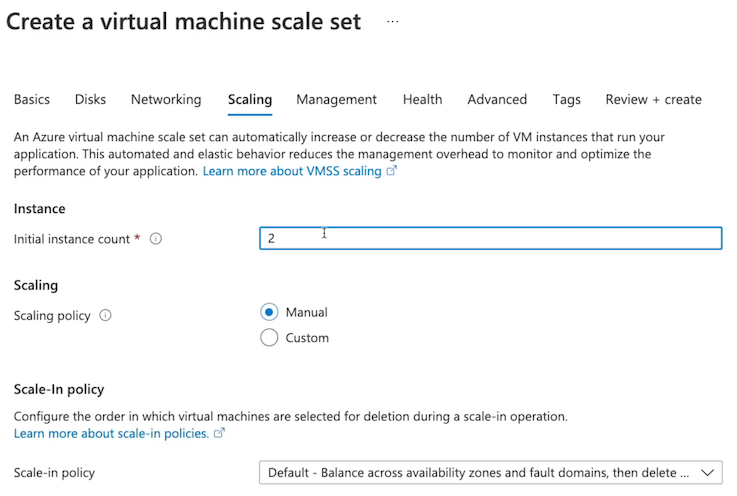 Create a virtual machine scale set ...
Basics Disks Networking Scaling Management Health Advanced Tags Review + create
An Azure virtual machine scale set can automatically increase or decrease the number of VM instances that run your
application. This automated and elastic behavior reduces the management overhead to monitor and optimize the
performance of your application. Learn more about VMSS scaling
Instance
Initial instance count *
2
Scaling
Scaling policy
Manual
Custom
Scale-In policy
Configure the order in which virtual machines are selected for deletion during a scale-in operation.
Learn more about scale-in policies.
Scale-in policy
Default - Balance across availability zones and fault domains, then delete ...